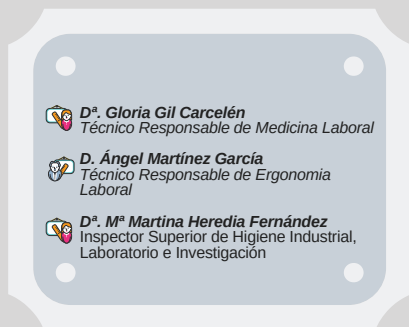 Dª. Gloria Gil Carcelén
Técnico Responsable de Medicina Laboral
D. Ángel Martínez García
Técnico Responsable de Ergonomia
Laboral
Dª. Mª Martina Heredia Fernández
Inspector Superior de Higiene Industrial,
Laboratorio e Investigación